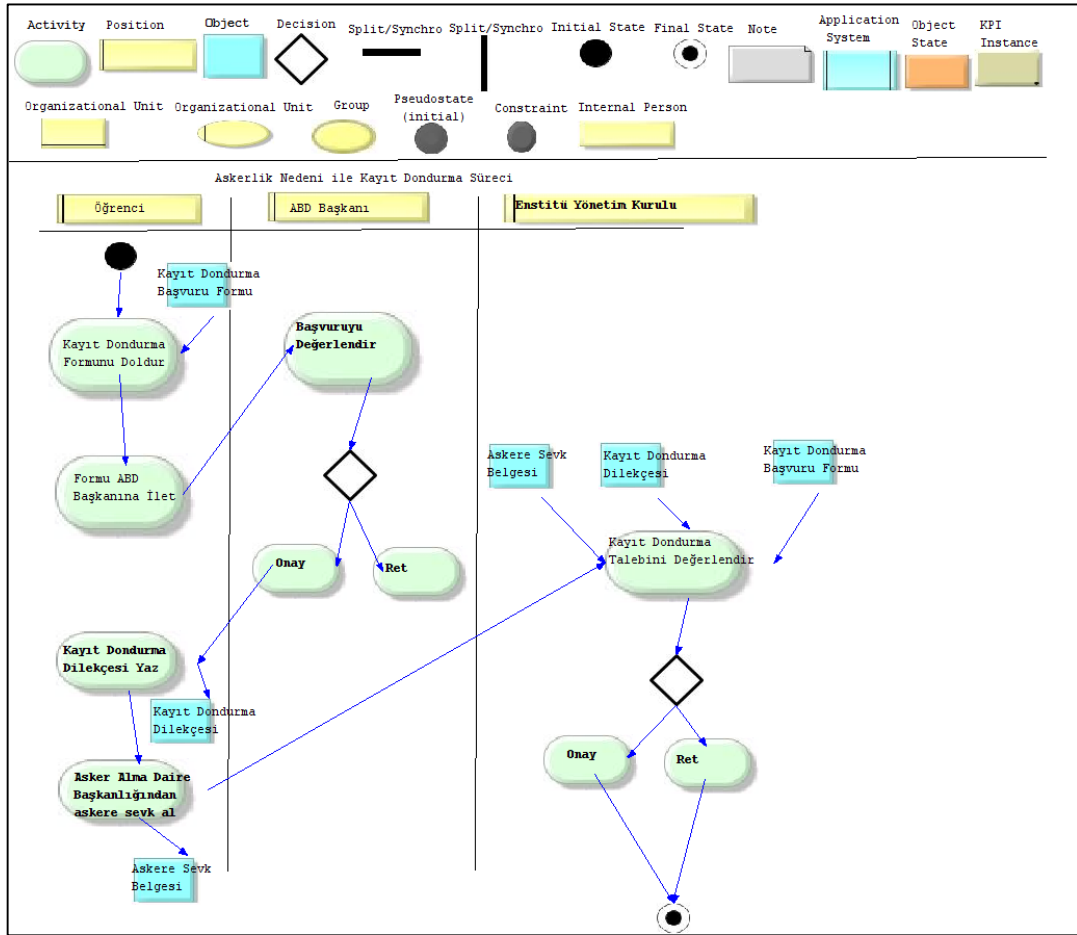 Activity
Position
Object
Decision
Split/Synchro
Split/Synchro
Initial State
Final State
Note
Application
System
Object
State
KPI
Instance
Organizational Unit
Organizational Unit
Group
Pseudostate
(initial)
Constraint
Internal Person
Askerlik Nedeni ile Kayıt Dondurma Süreci
Öğrenci
ABD Başkanı
Enstitü Yönetim Kurulu
Kayıt Dondurma
Başvuru Formu
Kayıt Dondurma
Formunu Doldur
Başvuruyu
Değerlendir
Formu ABD
Başkanına İlet
Askere Sevk
Belgesi
Kayıt Dondurma
Dilekçesi
Kayıt Dondurma
Başvuru Formu
Kayıt Dondurma
Talebini Değerlendir
Onay
Ret
Kayıt Dondurma
Dilekçesi Yaz
Kayıt Dondurma
Dilekçesi
Onay
Ret
Asker Alma Daire
Başkanlığından
askere sevk al
Askere Sevk
Belgesi